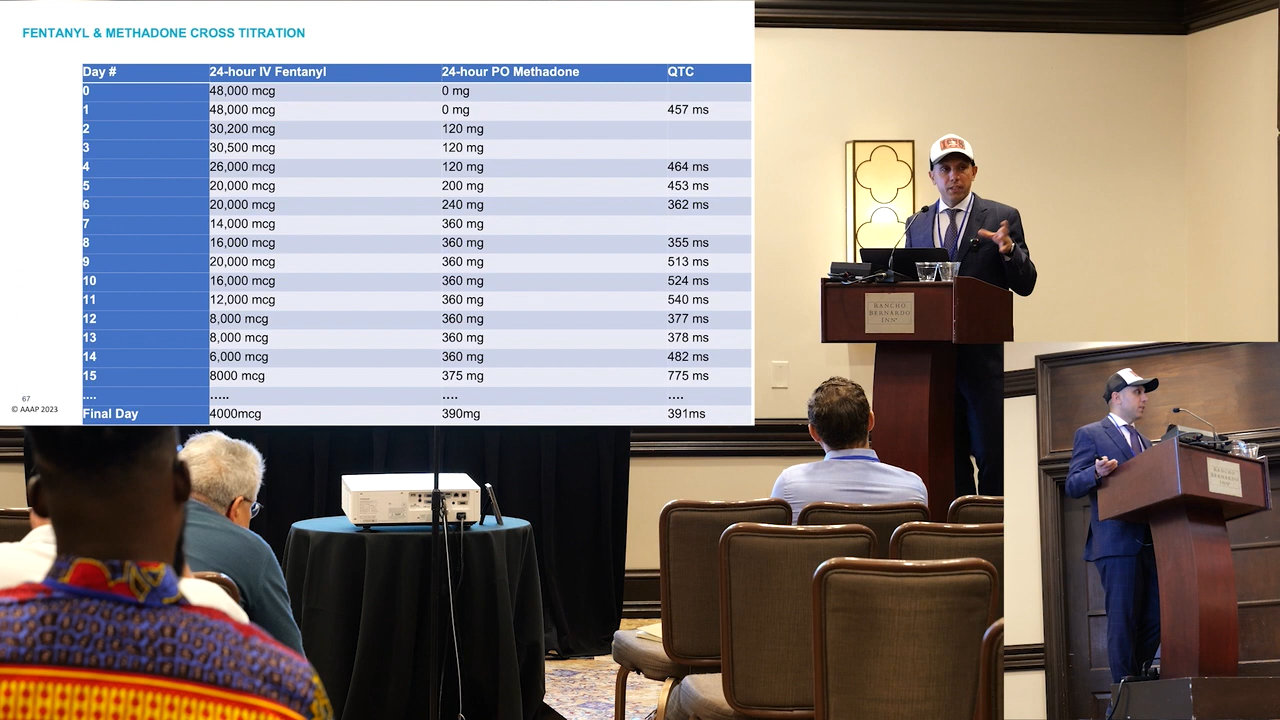 FENTANYL & METHADONE CROSS TITRATION
Day # 24-hour IV Fentanyl 24-hour PO Methadone QTC
0 48,000 mcg 0 mg
1 48,000 mcg 0 mg 457 ms
2 30,200 mcg 120 mg
3 30,500 mcg 120 mg
4 26,000 mcg 120 mg 464 ms
5 20,000 mcg 200 mg 453 ms
6 20,000 mcg 240 mg 362 ms
7 14,000 mcg 360 mg
8 16,000 mcg 360 mg 355 ms
9 20,000 mcg 360 mg 513 ms
10 16,000 mcg 360 mg 524 ms
11 12,000 mcg 360 mg 540 ms
12 8,000 mcg 360 mg 377 ms
13 8,000 mcg 360 mg 378 ms
14 6,000 mcg 360 mg 482 ms
15 8000 mcg 375 mg 775 ms
.... ..... .... ....
Final Day 4000mcg 390mg 391ms
67
© AAAP 2023
RANCHO
BERNARDO
INN